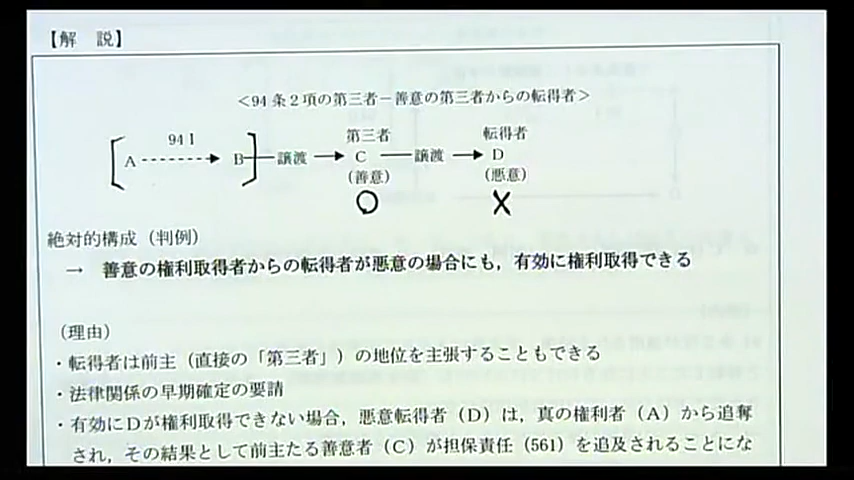 【解 説】
＜94条２項の第三者－善意の第三者からの転得者＞
94Ⅰ
第三者
転得者
A
B
譲渡
C
譲渡
D
（善意）
（悪意）
○
×
絶対的構成（判例）
→ 善意の権利取得者からの転得者が悪意の場合にも，有効に権利取得できる
（理由）
・転得者は前主（直接の「第三者」）の地位を主張することもできる
・法律関係の早期確定の要請
・有効にＤが権利取得できない場合，悪意転得者（Ｄ）は，真の権利者（Ａ）から追奪
され，その結果として前主たる善意者（Ｃ）が担保責任（561）を追及されることにな